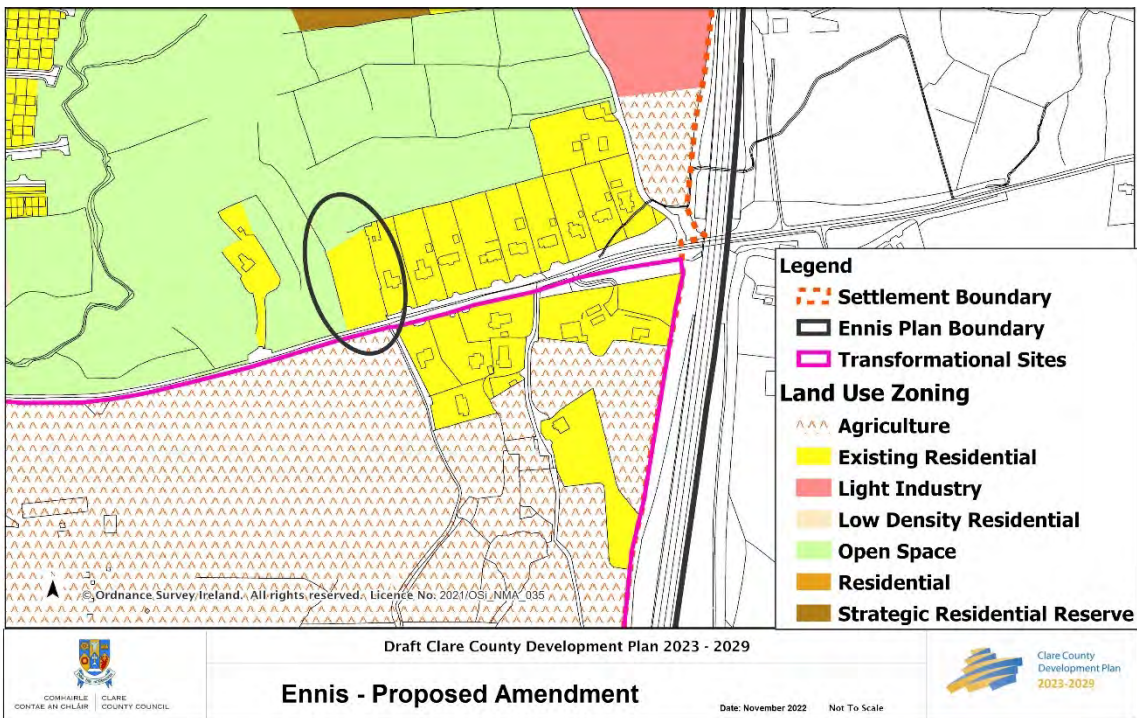 Legend
Settlement Boundary
Ennis Plan Boundary
Transformational Sites
Land Use Zoning
Agriculture
Existing Residential
Light Industry
Low Density Residential
Open Space
Residential
Strategic Residential Reserve
© Ordnance Survey Ireland. All rights reserved. Licence No. 2021/OSi_NMA_035
COMHAIRLE
CONTAE AN CHLÁIR
CLARE
COUNTY COUNCIL
Draft Clare County Development Plan 2023 - 2029
Ennis - Proposed Amendment
Date: November 2022 Not To Scale
Clare County
Development Plan
2023-2029